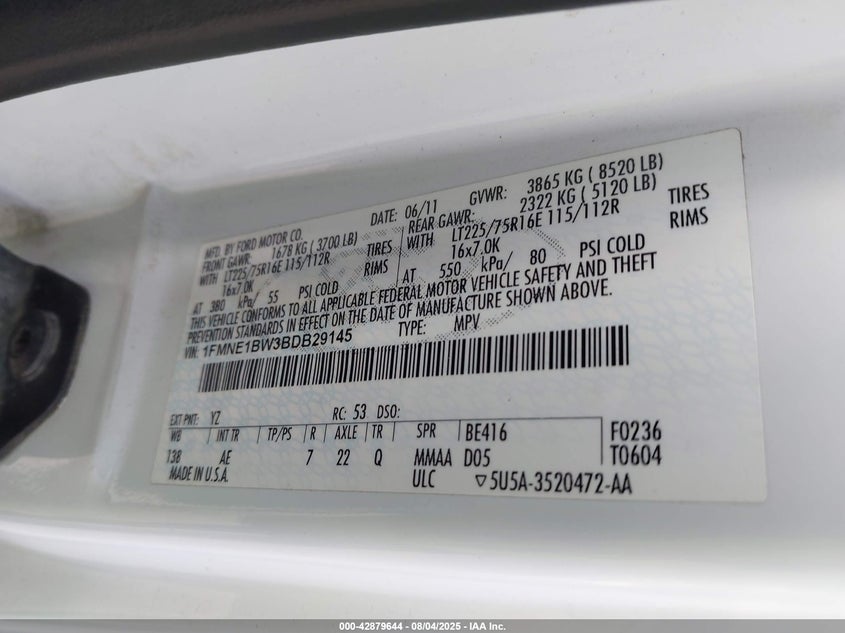 MFD. BY FORD MOTOR CO.
DATE: 06/11
GVWR: 3865 KG ( 8520 LB)
FRONT GAWR: 1678 KG ( 3700 LB)
REAR GAWR: 2322 KG ( 5120 LB)
WITH LT225/75R16E 115/112R TIRES
WITH LT225/75R16E 115/112R TIRES
16x7.0K RIMS
16x7.0K RIMS
AT 380 kPa/ 55 PSI COLD
AT 550 kPa/ 80 PSI COLD
THIS VEHICLE CONFORMS TO ALL APPLICABLE FEDERAL MOTOR VEHICLE SAFETY AND THEFT
PREVENTION STANDARDS IN EFFECT ON THE DATE OF MANUFACTURE SHOWN ABOVE.
VIN: 1FMNE1BW3BDB29145
TYPE: MPV
EXT PNT: YZ RC: 53 DSO:
WB INT TR TP/PS R AXLE TR SPR BE416 F0236
138 AE 7 22 Q MMAA D05 T0604
MADE IN U.S.A. ULC ▽5U5A-3520472-AA
000-42879644 - 08/04/2025 - IAA Inc.